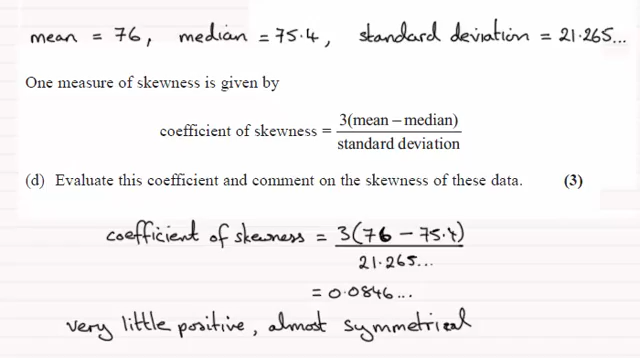 mean = 76, median = 75.4, standard deviation = 21.265...
One measure of skewness is given by
coefficient of skewness = 3(mean − median) / standard deviation
(d) Evaluate this coefficient and comment on the skewness of these data. (3)
coefficient of skewness = 3(76 − 75.4) / 21.265...
= 0.0846...
very little positive, almost symmetrical